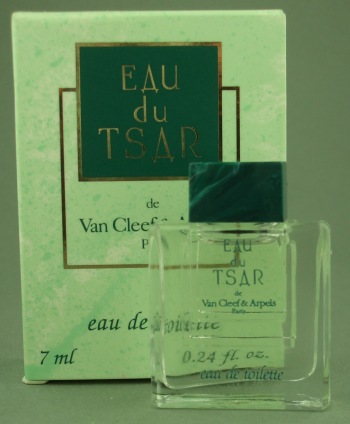 EAU
du
TSAR
de
Van Cleef & A
P
eau de toilette
7 ml
EAU
du
TSAR
de
Van Cleef & Arpels
Paris
0.24 fl. oz.
eau de toilette